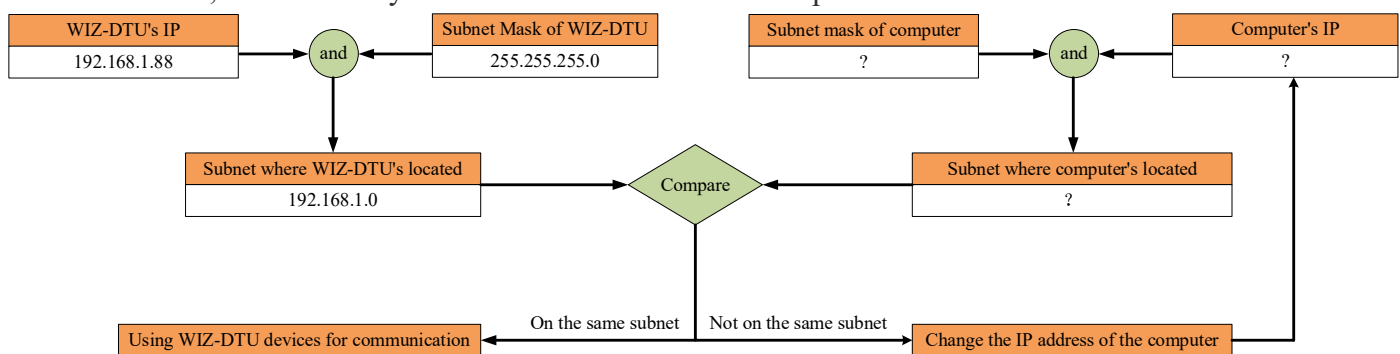 WIZ-DTU's IP
192.168.1.88
and
Subnet Mask of WIZ-DTU
255.255.255.0
Subnet mask of computer
?
and
Computer's IP
?
Subnet where WIZ-DTU's located
192.168.1.0
Compare
Subnet where computer's located
?
On the same subnet
Not on the same subnet
Using WIZ-DTU devices for communication
Change the IP address of the computer